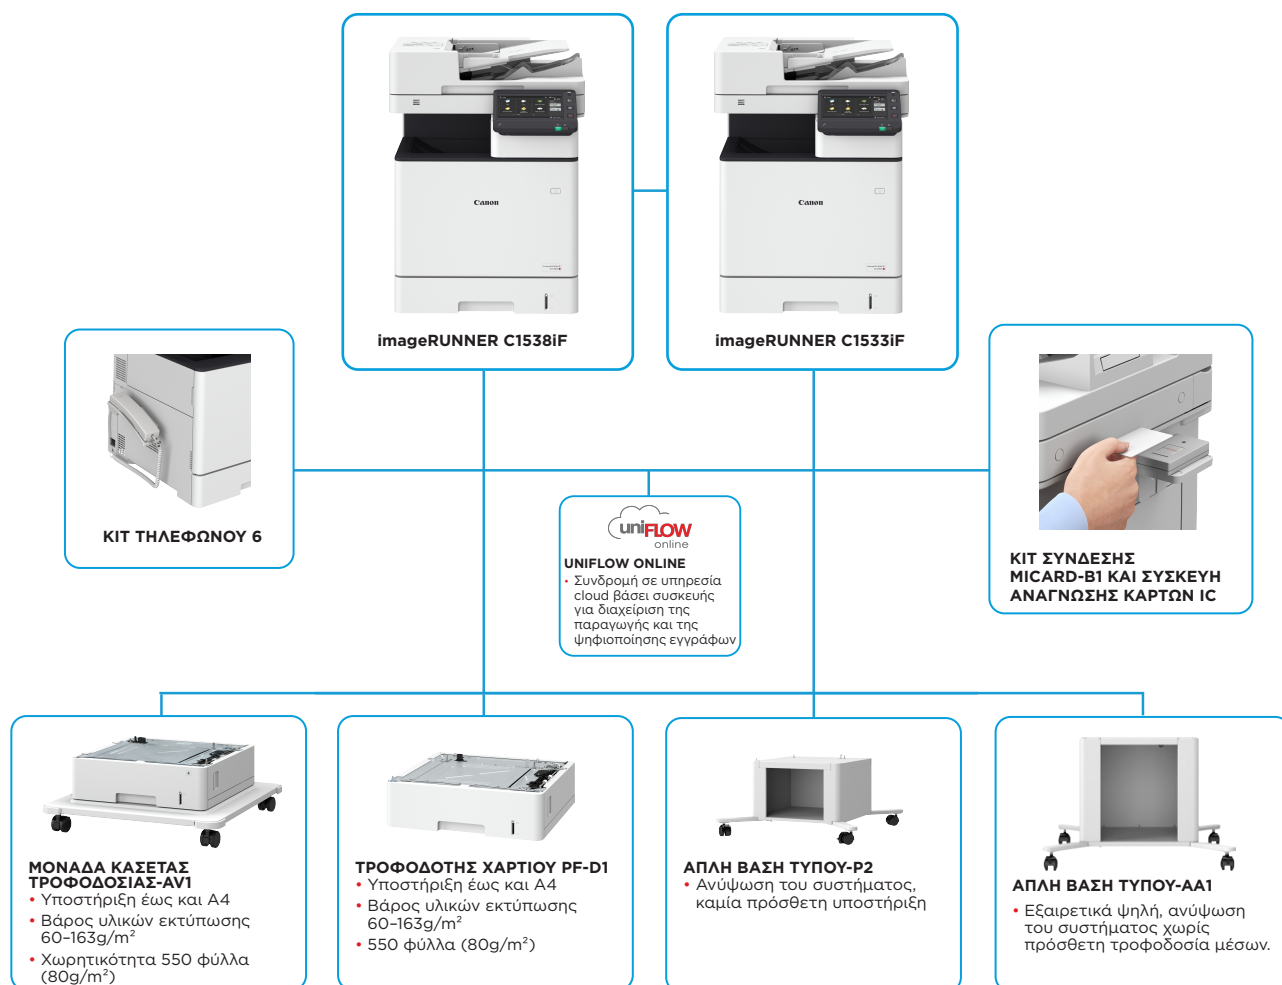 Canon
Canon
imageRUNNER C1538iF
imageRUNNER C1533iF
ΚΙΤ ΤΗΛΕΦΩΝΟΥ 6
uniFLOW
online
UNIFLOW ONLINE
• Συνδρομή σε υπηρεσία
cloud βάσει συσκευής
για διαχείριση της
παραγωγής και της
ψηφιοποίησης εγγράφων
ΚΙΤ ΣΥΝΔΕΣΗΣ
MICARD-B1 ΚΑΙ ΣΥΣΚΕΥΗ
ΑΝΑΓΝΩΣΗΣ ΚΑΡΤΩΝ IC
ΜΟΝΑΔΑ ΚΑΣΕΤΑΣ
ΤΡΟΦΟΔΟΣΙΑΣ-AV1
• Υποστήριξη έως και A4
• Βάρος υλικών εκτύπωσης
60–163g/m²
• Χωρητικότητα 550 φύλλα
(80g/m²)
ΤΡΟΦΟΔΟΤΗΣ ΧΑΡΤΙΟΥ PF-D1
• Υποστήριξη έως και A4
• Βάρος υλικών εκτύπωσης
60–163g/m²
• 550 φύλλα (80g/m²)
ΑΠΛΗ ΒΑΣΗ ΤΥΠΟΥ-P2
• Ανύψωση του συστήματος,
καμία πρόσθετη υποστήριξη
ΑΠΛΗ ΒΑΣΗ ΤΥΠΟΥ-AA1
• Εξαιρετικά ψηλή, ανύψωση
του συστήματος χωρίς
πρόσθετη τροφοδοσία μέσων.